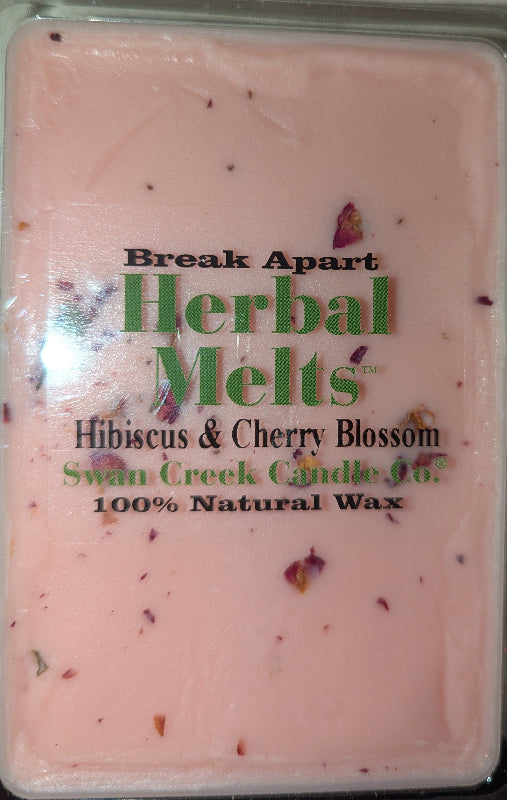 Break Apart
Herbal
Melts™
Hibiscus & Cherry Blossom
Swan Creek Candle Co.®
100% Natural Wax